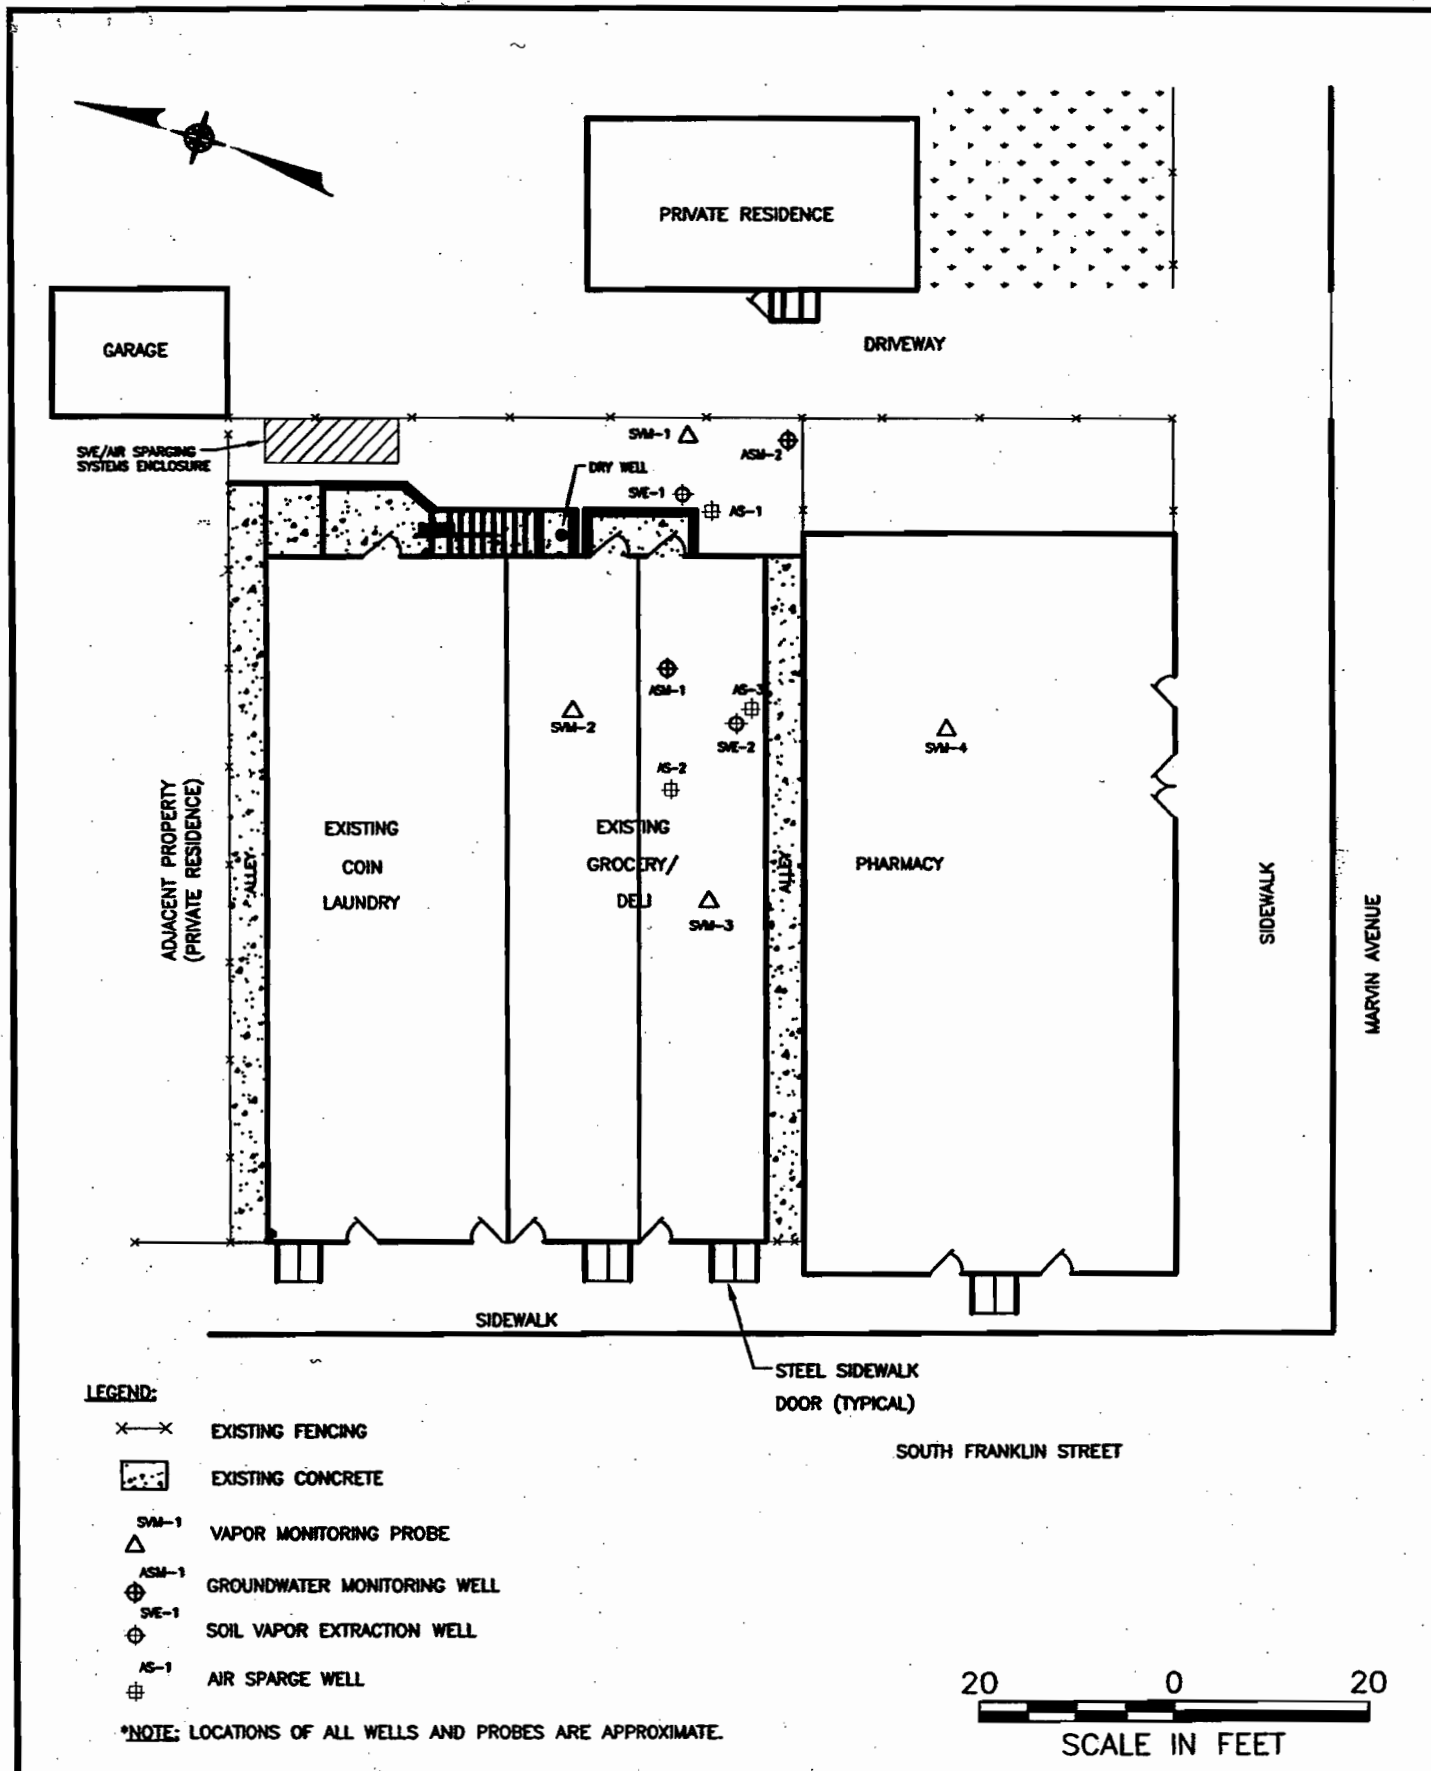 PRIVATE RESIDENCE
GARAGE
DRIVEWAY
SVE/AIR SPARGING
SYSTEMS ENCLOSURE
SVM-1
ASM-2
DRY WELL
SVE-1
AS-1
ASM-1
AS-3
SVM-2
SVE-2
SVM-4
AS-2
ADJACENT PROPERTY
(PRIVATE RESIDENCE)
ALLEY
EXISTING
COIN
LAUNDRY
EXISTING
GROCERY/
DELI
SVM-3
ALLEY
PHARMACY
SIDEWALK
MARVIN AVENUE
SIDEWALK
STEEL SIDEWALK
DOOR (TYPICAL)
SOUTH FRANKLIN STREET
LEGEND:
EXISTING FENCING
EXISTING CONCRETE
SVM-1
VAPOR MONITORING PROBE
ASM-1
GROUNDWATER MONITORING WELL
SVE-1
SOIL VAPOR EXTRACTION WELL
AS-1
AIR SPARGE WELL
*NOTE: LOCATIONS OF ALL WELLS AND PROBES ARE APPROXIMATE.
20 0 20
SCALE IN FEET